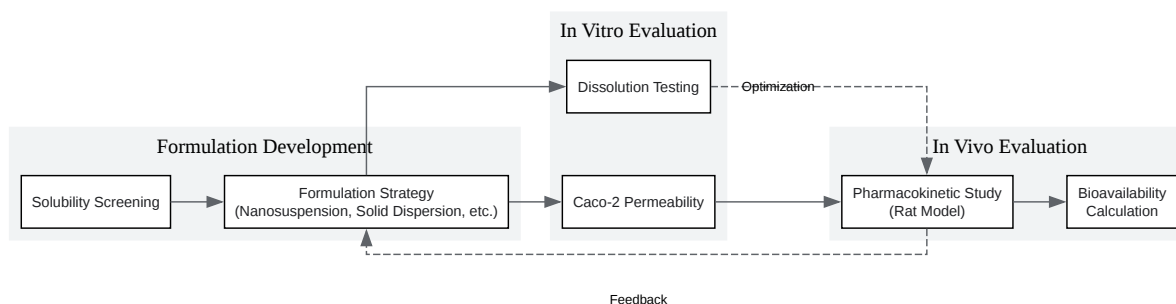 In Vitro Evaluation
Dissolution Testing
Optimization
Formulation Development
In Vivo Evaluation
Solubility Screening
Formulation Strategy
(Nanosuspension, Solid Dispersion, etc.)
Caco-2 Permeability
Pharmacokinetic Study
(Rat Model)
Bioavailability
Calculation
Feedback